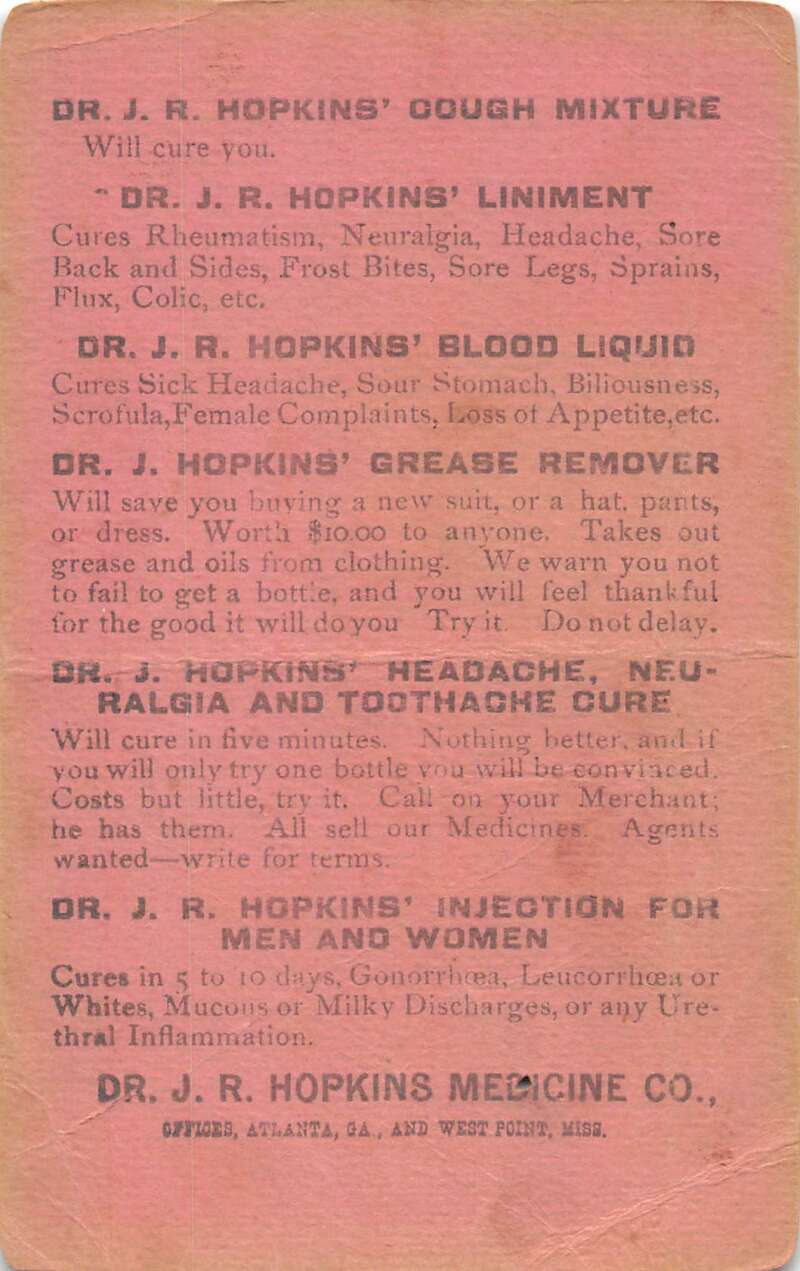 DR. J. R. HOPKINS' COUGH MIXTURE
Will cure you.
DR. J. R. HOPKINS' LINIMENT
Cures Rheumatism, Neuralgia, Headache, Sore
Back and Sides, Frost Bites, Sore Legs, Sprains,
Flux, Colic, etc.
DR. J. R. HOPKINS' BLOOD LIQUID
Cures Sick Headache, Sour Stomach, Biliousness,
Scrofula, Female Complaints, Loss of Appetite, etc.
DR. J. HOPKINS' GREASE REMOVER
Will save you buying a new suit, or a hat, pants,
or dress. Worth $10.00 to anyone. Takes out
grease and oils from clothing. We warn you not
to fail to get a bottle, and you will feel thankful
for the good it will do you Try it. Do not delay.
DR. J. HOPKINS' HEADACHE, NEU-
RALGIA AND TOOTHACHE CURE
Will cure in five minutes. Nothing better, and if
you will only try one bottle you will be convinced.
Costs but little, try it. Call on your Merchant;
he has them. All sell our Medicines. Agents
wanted—write for terms.
DR. J. R. HOPKINS' INJECTION FOR
MEN AND WOMEN
Cures in 5 to 10 days, Gonorrhœa, Leucorrhœa or
Whites, Mucous or Milky Discharges, or any Ure-
thral Inflammation.
DR. J. R. HOPKINS MEDICINE CO.,
OFFICES, ATLANTA, GA., AND WEST POINT, MISS.